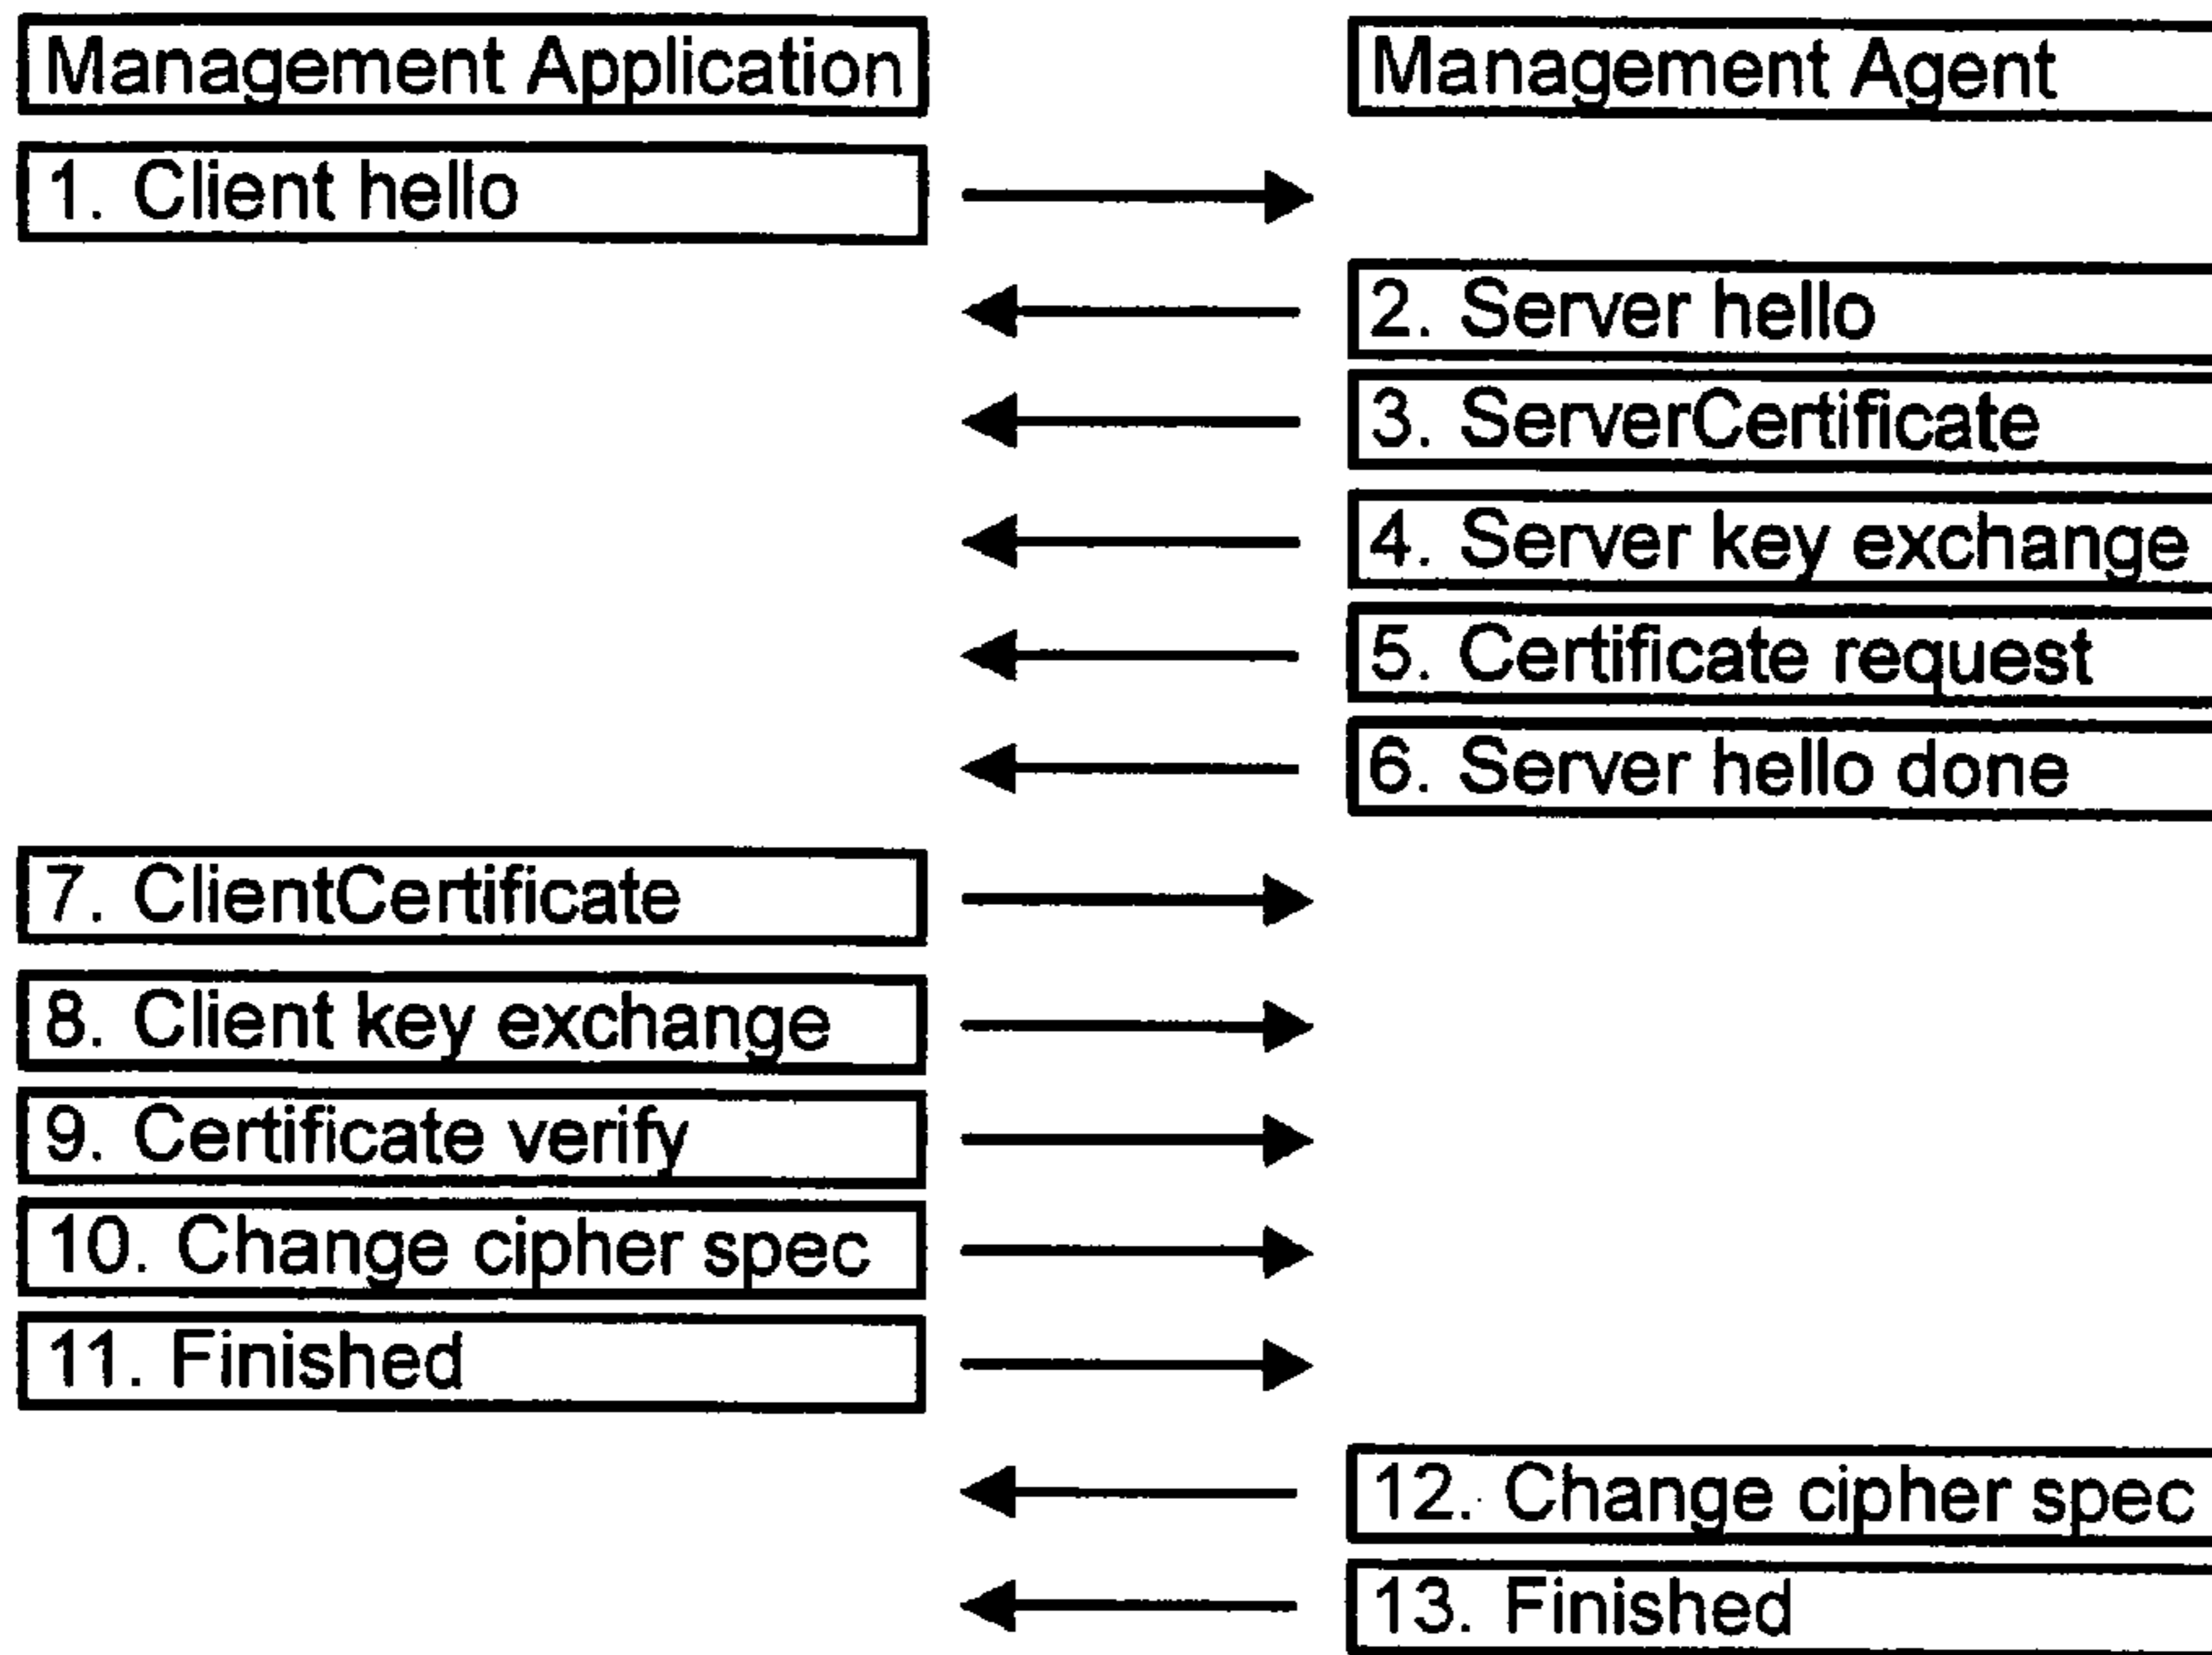 Management Application
Management Agent
1. Client hello
2. Server hello
3. ServerCertificate
4. Server key exchange
5. Certificate request
6. Server hello done
7. ClientCertificate
8. Client key exchange
9. Certificate verify
10. Change cipher spec
11. Finished
12. Change cipher spec
13. Finished